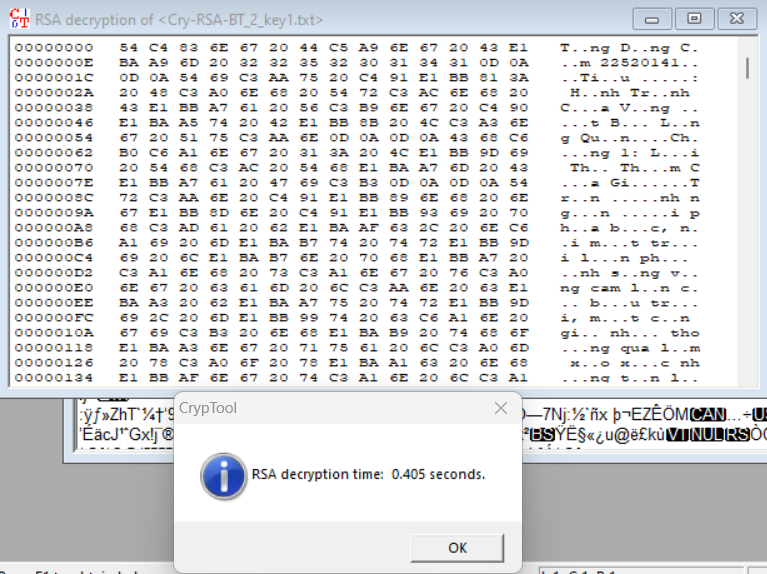 RSA decryption of <Cry-RSA-BT_2_key1.txt>
00000000 54 C4 83 6E 67 20 44 C5 A9 6E 67 20 43 E1 T..ng D..ng C.
0000000E BA A9 6D 20 32 32 35 32 30 31 34 31 0D 0A ..m 22520141..
0000001C 0D 0A 54 69 C3 AA 75 20 C4 91 E1 BB 81 3A ..Ti..u .....:
0000002A 20 48 C3 A0 6E 68 20 54 72 C3 AC 6E 68 20 H..nh Tr..nh
00000038 43 E1 BB A7 61 20 56 C3 B9 6E 67 20 C4 90 C...a V..ng ..
00000046 E1 BA A5 74 20 42 E1 BB 8B 20 4C C3 A3 6E ...t B... L..n
00000054 67 20 51 75 C3 AA 6E 0D 0A 0D 0A 43 68 C6 g Qu..n....Ch.
00000062 B0 C6 A1 6E 67 20 31 3A 20 4C E1 BB 9D 69 ...ng 1: L...i
00000070 20 54 68 C3 AC 20 54 68 E1 BA A7 6D 20 43 Th.. Th...m C
0000007E E1 BB A7 61 20 47 69 C3 B3 0D 0A 0D 0A 54 ...a Gi......T
0000008C 72 C3 AA 6E 20 C4 91 E1 BB 89 6E 68 20 6E r..n .....nh n
0000009A 67 E1 BB 8D 6E 20 C4 91 E1 BB 93 69 20 70 g...n .....i p
000000A8 68 C3 AD 61 20 62 E1 BA AF 63 2C 20 6E C6 h..a b...c, n.
000000B6 A1 69 20 6D E1 BA B7 74 20 74 72 E1 BB 9D .i m...t tr...
000000C4 69 20 6C E1 BA B7 6E 20 70 68 E1 BB A7 20 i l...n ph...
000000D2 C3 A1 6E 68 20 73 C3 A1 6E 67 20 76 C3 A0 ..nh s..ng v..
000000E0 6E 67 20 63 61 6D 20 6C C3 AA 6E 20 63 E1 ng cam l..n c.
000000EE BA A3 20 62 E1 BA A7 75 20 74 72 E1 BB 9D .. b...u tr...
000000FC 69 2C 20 6D E1 BB 99 74 20 63 C6 A1 6E 20 i, m...t c..n
0000010A 67 69 C3 B3 20 6E 68 E1 BA B9 20 74 68 6F gi.. nh... tho
00000118 E1 BA A3 6E 67 20 71 75 61 20 6C C3 A0 6D ...ng qua l..m
00000126 20 78 C3 A0 6F 20 78 E1 BA A1 63 20 6E 68 x..o x...c nh
00000134 E1 BB AF 6E 67 20 74 C3 A1 6E 20 6C C3 A1 ...ng t..n l..
CrypTool
RSA decryption time: 0.405 seconds.
OK